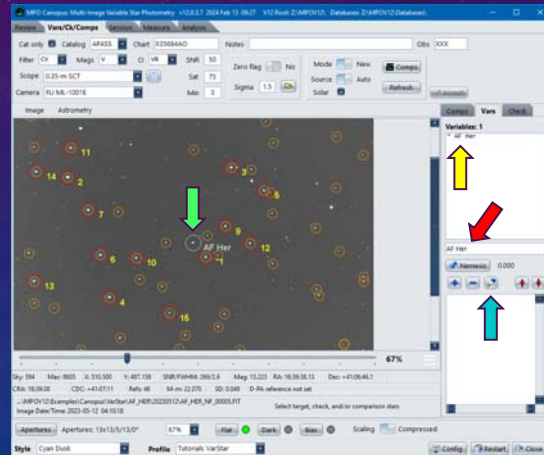 MPO Canopus: Multi-Image Variable Star Photometry v12.0.3.7 2024 Feb 13 09:27 V12 Root: Z:\MPOV12\ Databases: Z:\MPOV12\Databases\
Review Vars/Ck/Comps Session Measure Analysis
Cat only Catalog APASS Chart X35684AO Notes Obs XXX
Filter CV Mags V CI VR SNR 50 Zero flag No Mode New Comps
Scope 0.35-m SCT Sat 75 Source Auto
Camera FLI ML-1001E Min 3 Sigma 1.5 Solar Refresh Accept
Image Astrometry
Comps Vars Check
Variables: 1
* AF Her
11
14 2 3 5
7
9
AF Her
12
6 10 1
13
4
15
AF Her
Nemesis 0.000
67%
Sky: 594 Max: 9605 X: 510.500 Y: 497.158 SNR/FWHM: 269/2.6 Mag: 13.223 RA: 16:39:38.13 Dec: +41:06:46.1
CRA: 16:39:38 CDC: +41:07:11 Refs: 46 M-m: 22.070 SD: 0.049 D-PA reference not set
...\MPO12\Examples\Canopus\VarStar\AF_HER\20230512\AF_HER_NF_00005.FIT
Image Date/Time: 2023-05-12 04:10:18
Select target, check, and/or comparison stars
Apertures Apertures: 13x13/5/13/0° 67% Flat Dark Bias Scaling Compressed
Style Cyan Dusk Profile Tutorials VarStar Config Restart Close